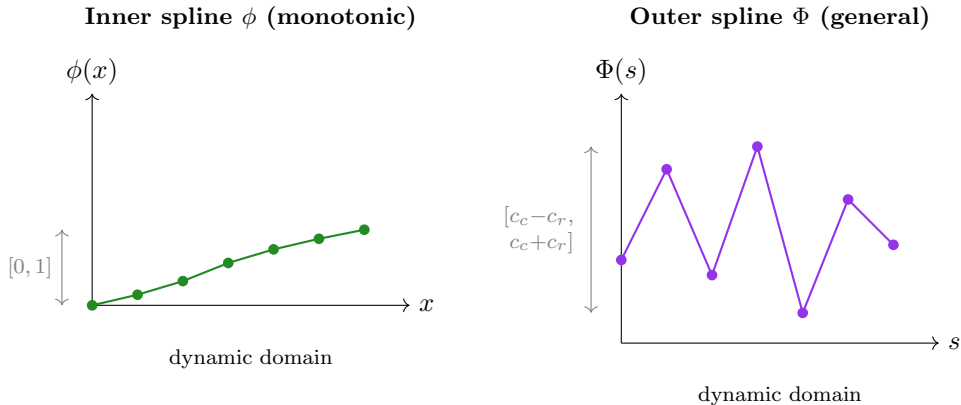 Inner spline ϕ (monotonic)
ϕ(x)
[0, 1]
x
dynamic domain
Outer spline Φ (general)
Φ(s)
[c_c−c_r,
c_c+c_r]
s
dynamic domain